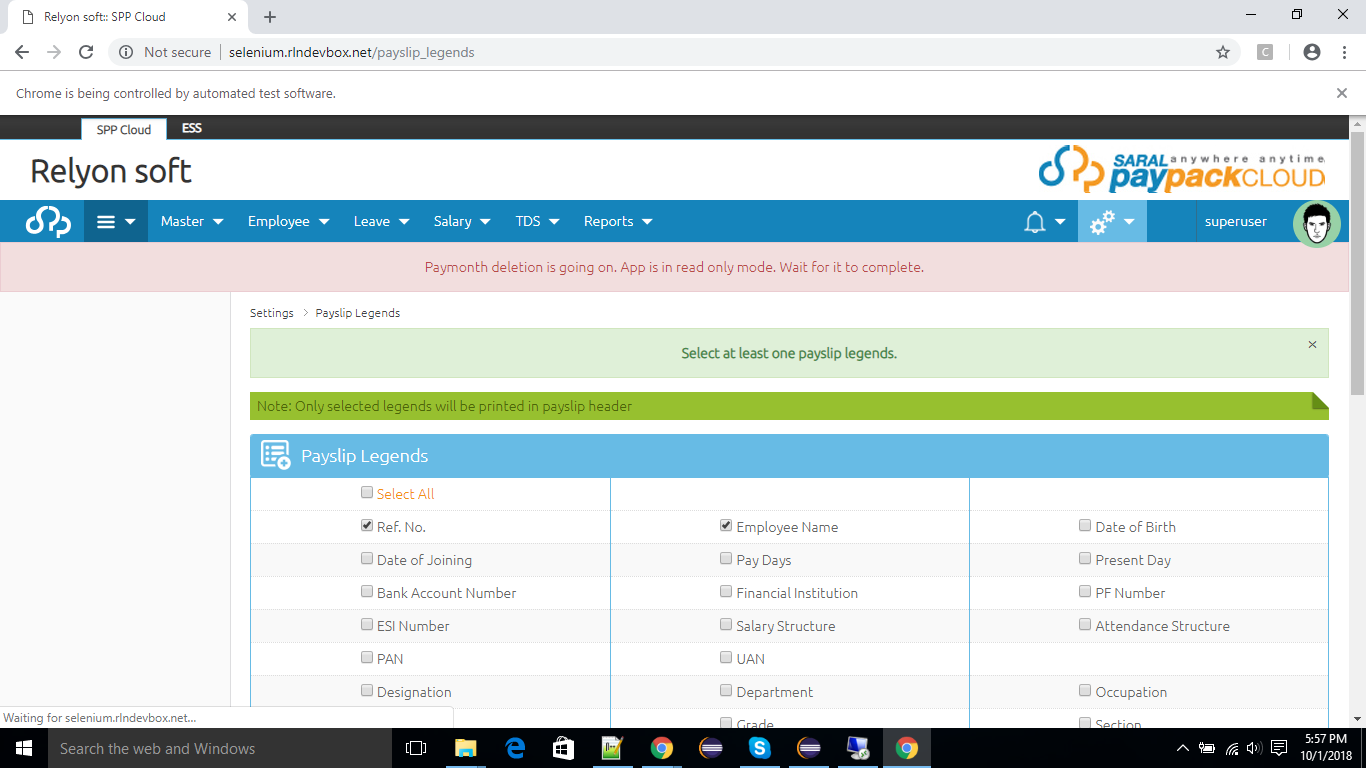 Relyon soft:: SPP Cloud
Not secure | selenium.rlndevbox.net/payslip_legends
C
Chrome is being controlled by automated test software.
SPP Cloud ESS
Relyon soft
SARAL anywhere anytime
paypackCLOUD
Master Employee Leave Salary TDS Reports superuser
Paymonth deletion is going on. App is in read only mode. Wait for it to complete.
Settings > Payslip Legends
Select at least one payslip legends.
Note: Only selected legends will be printed in payslip header
Payslip Legends
Select All
Ref. No. Employee Name Date of Birth
Date of Joining Pay Days Present Day
Bank Account Number Financial Institution PF Number
ESI Number Salary Structure Attendance Structure
PAN UAN
Designation Department Occupation
Grade Section
Waiting for selenium.rlndevbox.net...
Search the web and Windows
5:57 PM
10/1/2018